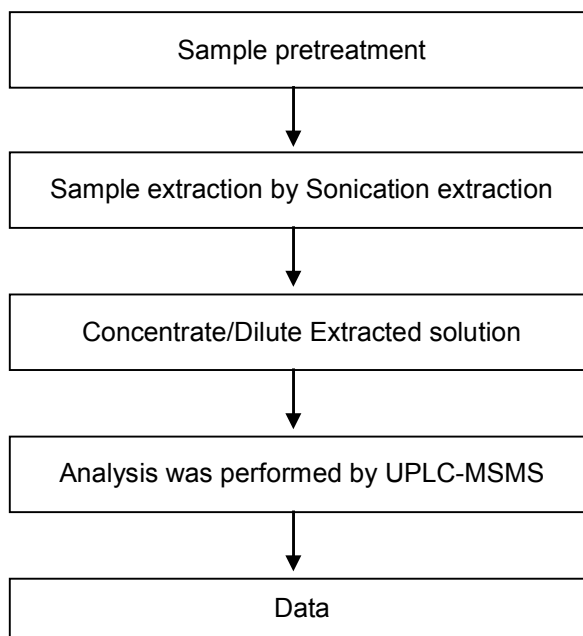 Sample pretreatment
Sample extraction by Sonication extraction
Concentrate/Dilute Extracted solution
Analysis was performed by UPLC-MSMS
Data